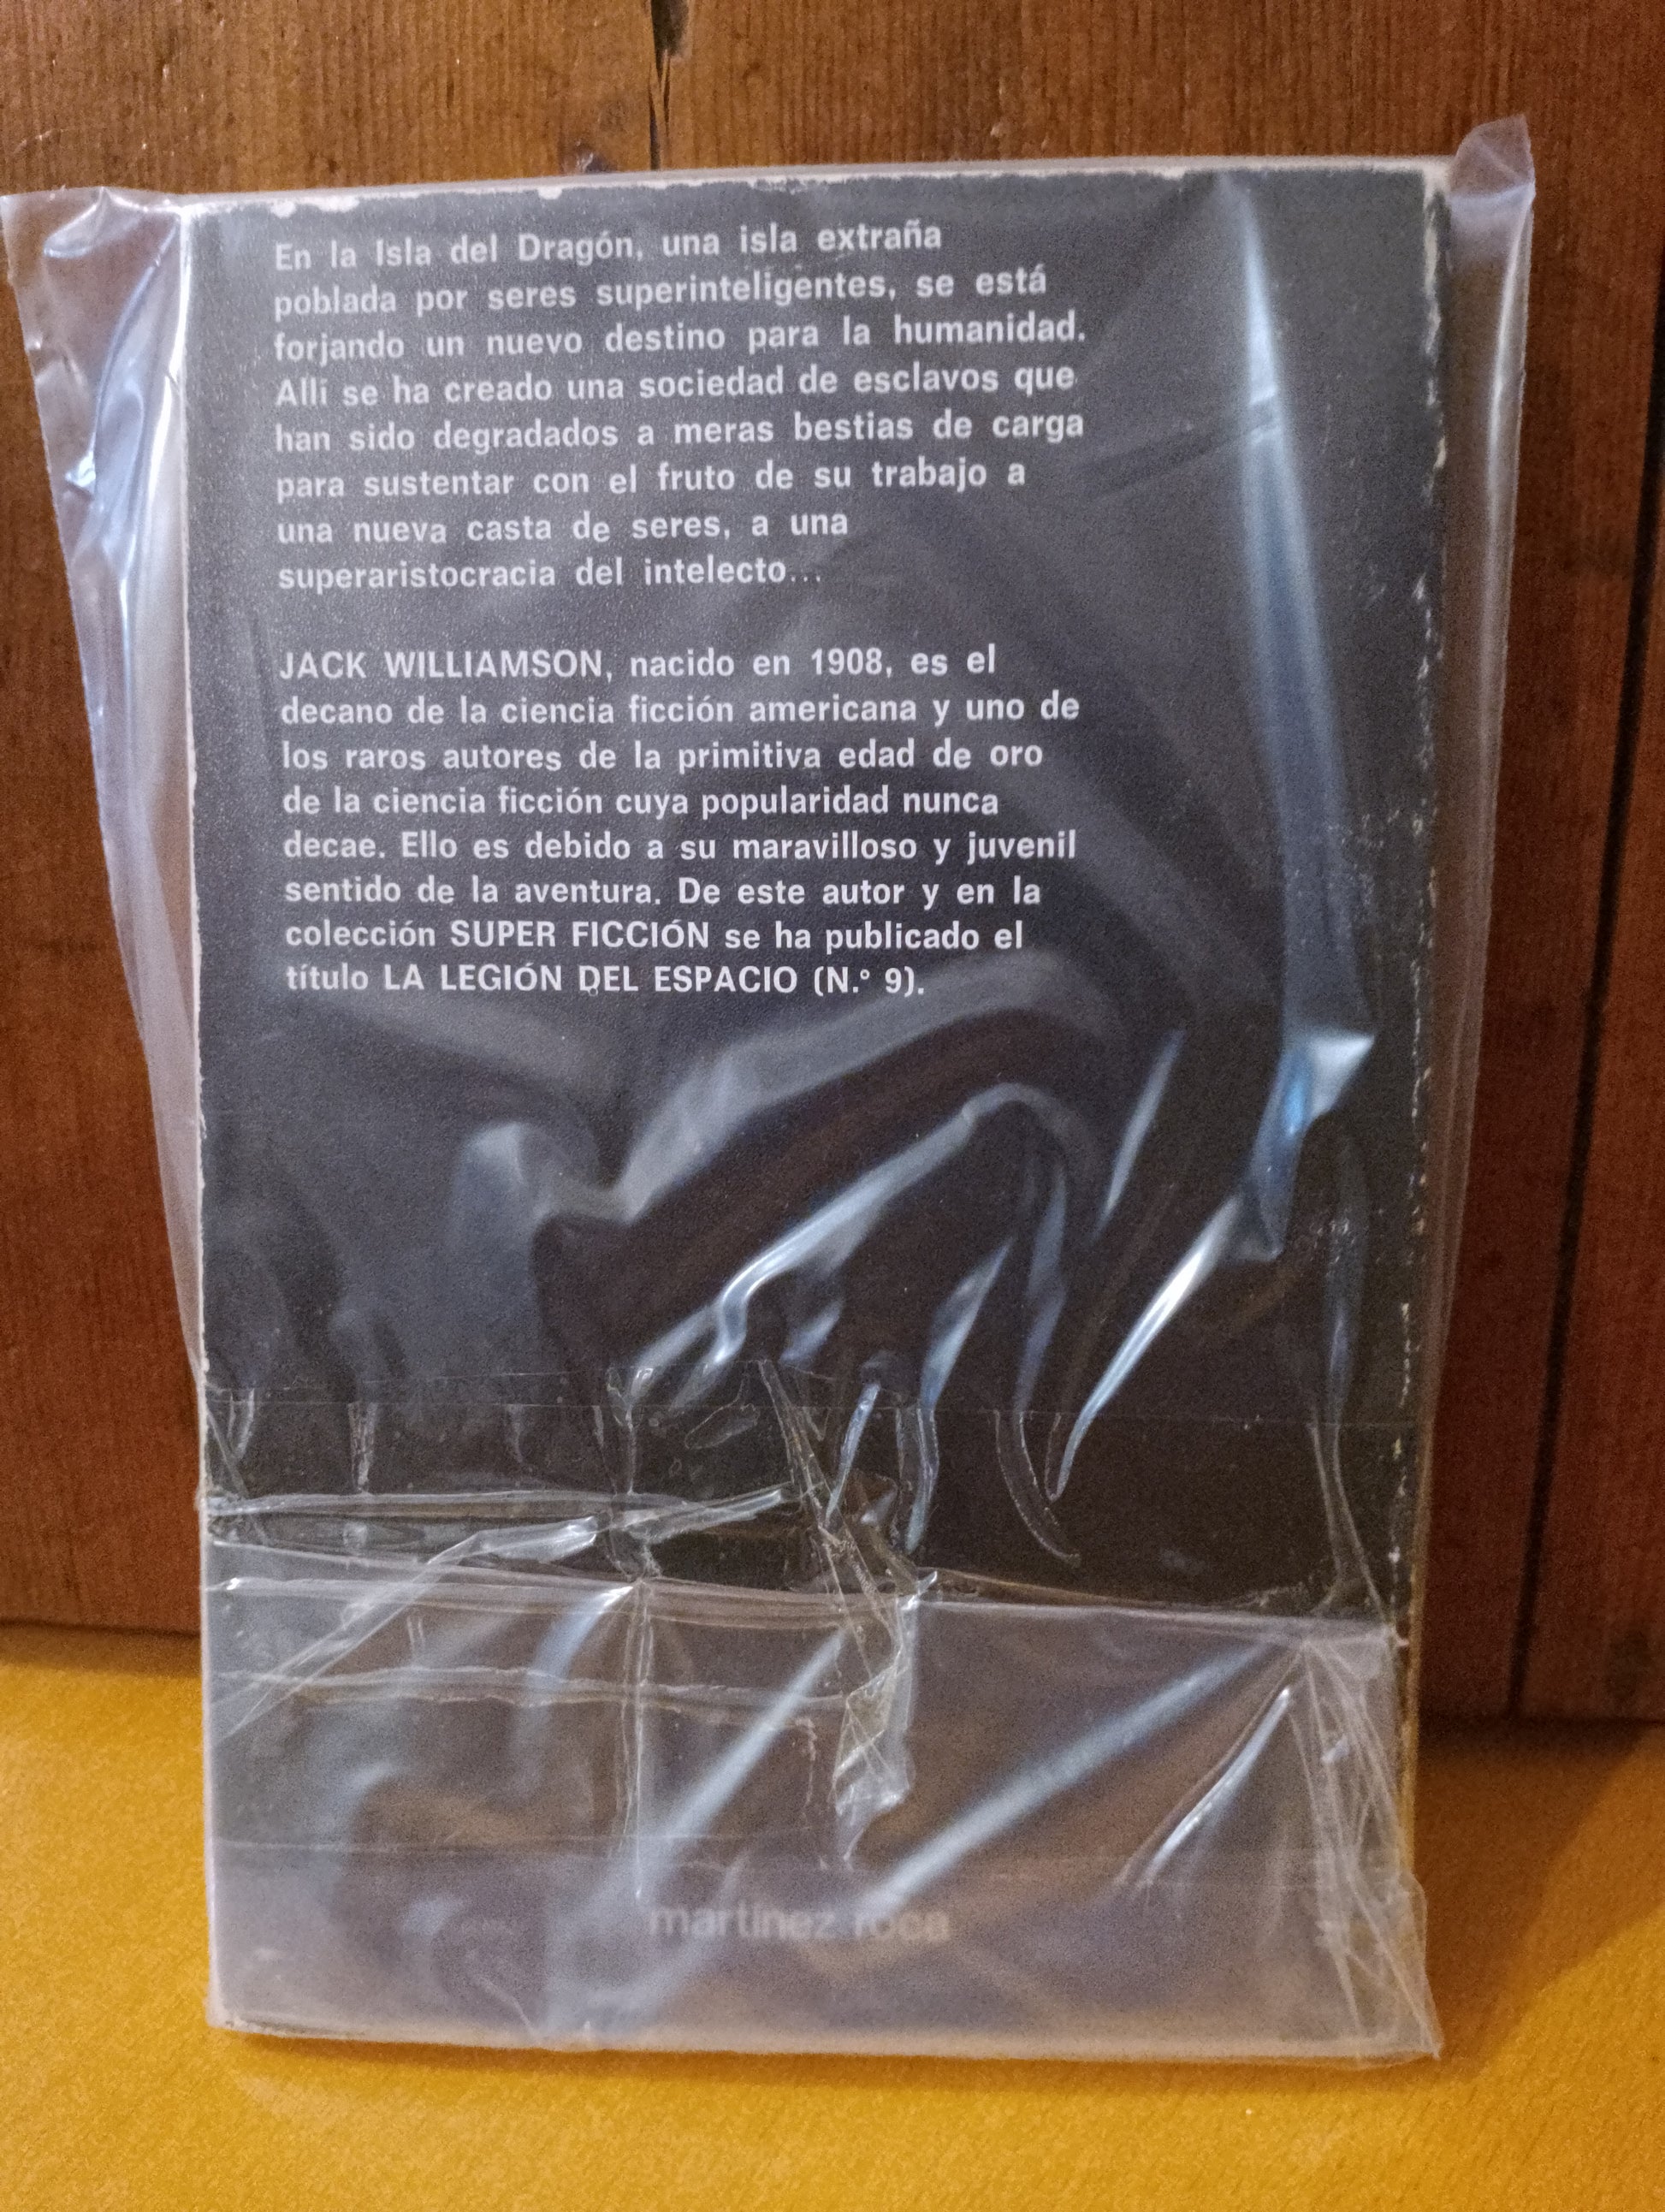 En la Isla del Dragón, una isla extraña
poblada por seres superinteligentes, se está
forjando un nuevo destino para la humanidad.
Allí se ha creado una sociedad de esclavos que
han sido degradados a meras bestias de carga
para sustentar con el fruto de su trabajo a
una nueva casta de seres, a una
superaristocracia del intelecto...
JACK WILLIAMSON, nacido en 1908, es el
decano de la ciencia ficción americana y uno de
los raros autores de la primitiva edad de oro
de la ciencia ficción cuya popularidad nunca
decae. Ello es debido a su maravilloso y juvenil
sentido de la aventura. De este autor y en la
colección SUPER FICCIÓN se ha publicado el
título LA LEGIÓN DEL ESPACIO (N.° 9).
martínez roca